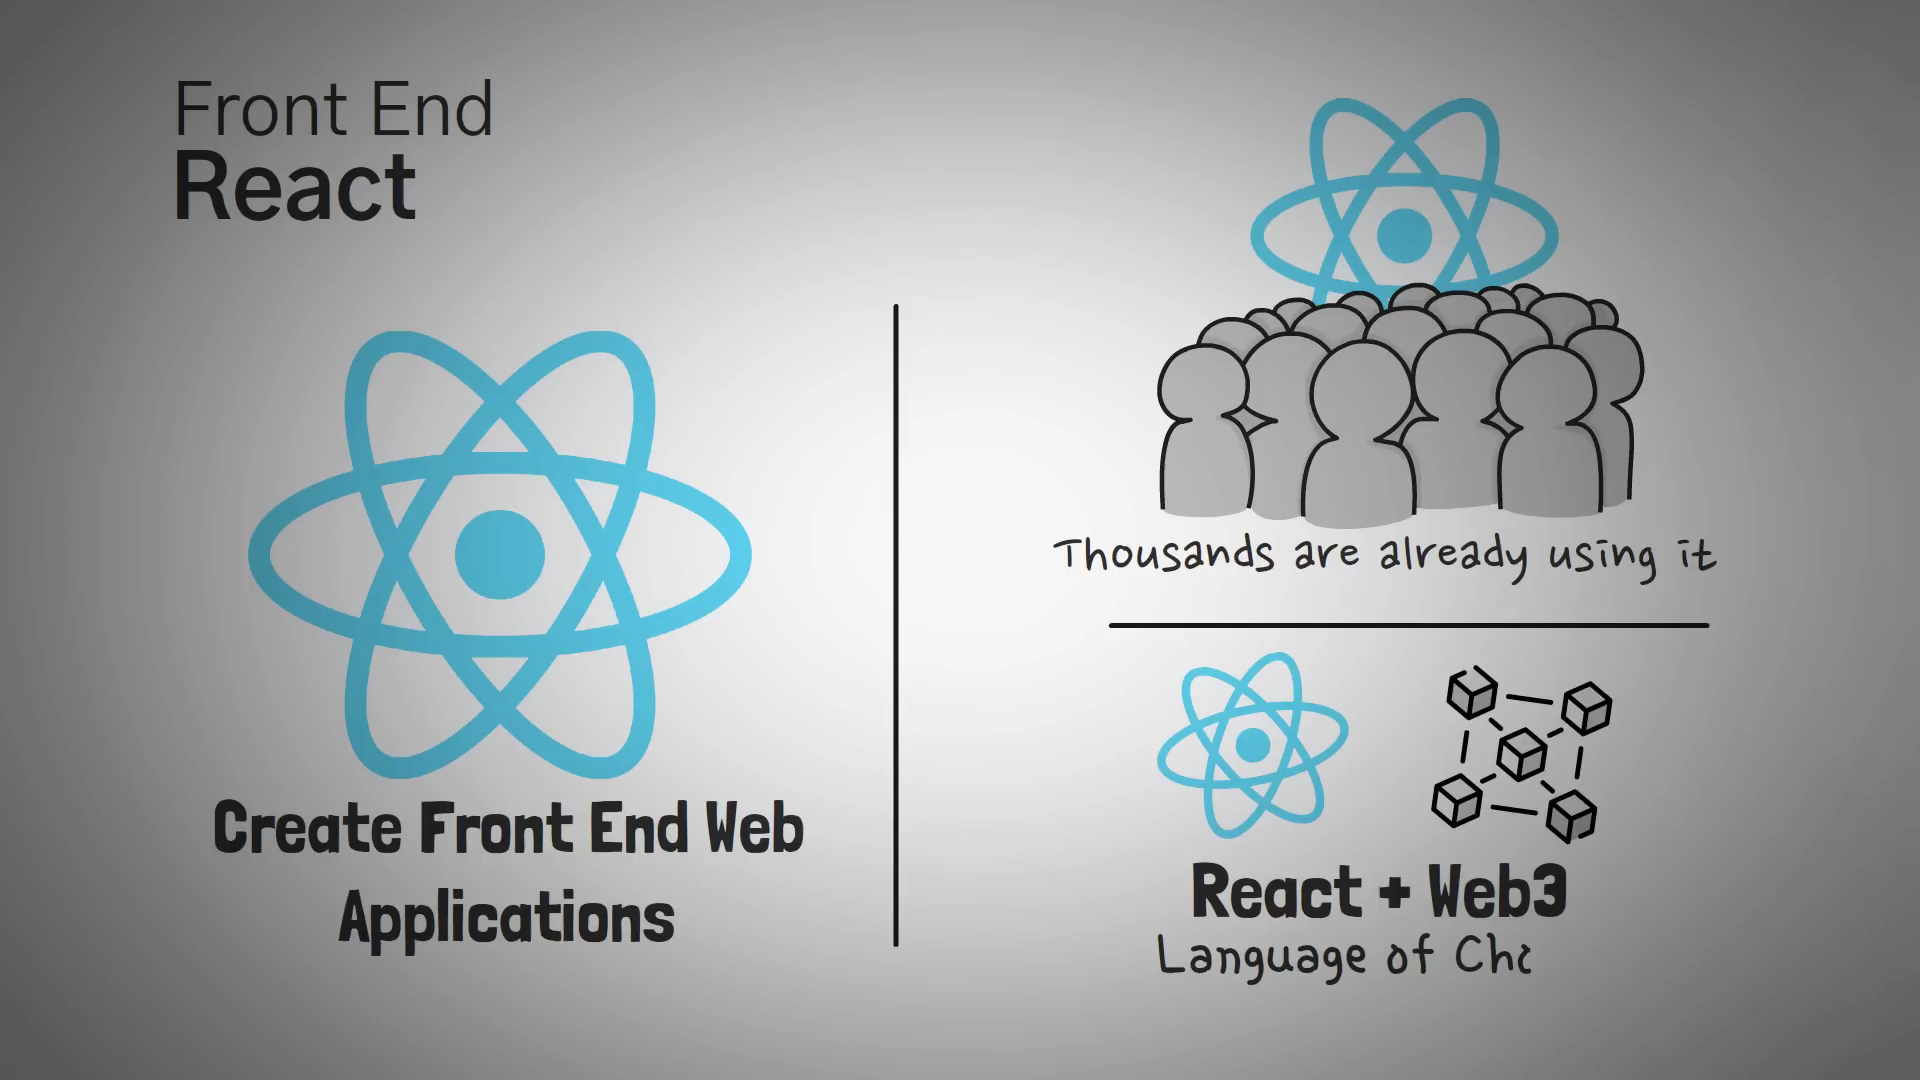 Front End
React
Create Front End Web
Applications
Thousands are already using it
React + Web3
Language of